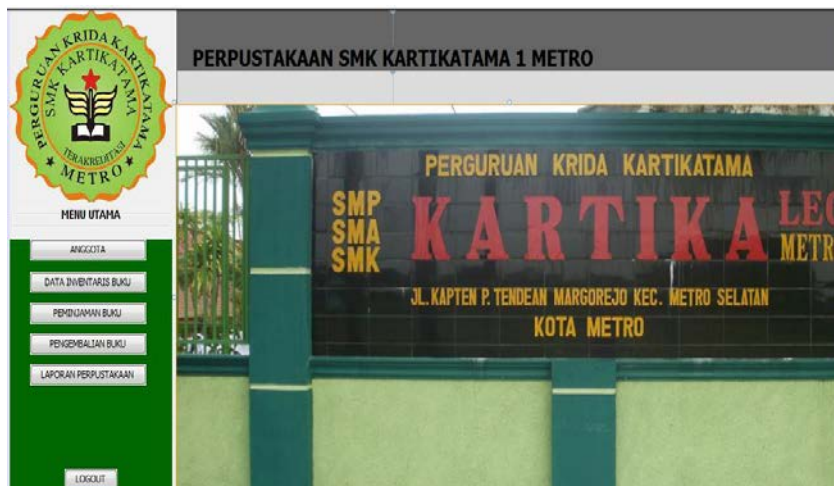 PERGURUAN KRIDA KARTIKATAMA
SMK KARTIKATAMA
TERAKREDITASI
METRO
MENU UTAMA
ANGGOTA
DATA INVENTARIS BUKU
PEMINJAMAN BUKU
PENGEMBALIAN BUKU
LAPORAN PERPUSTAKAAN
LOGOUT
PERPUSTAKAAN SMK KARTIKATAMA 1 METRO
PERGURUAN KRIDA KARTIKATAMA
SMP
SMA
SMK
KARTIKA
LEG
METR
JL. KAPTEN P. TENDEAN MARGOREJO KEC. METRO SELATAN
KOTA METRO